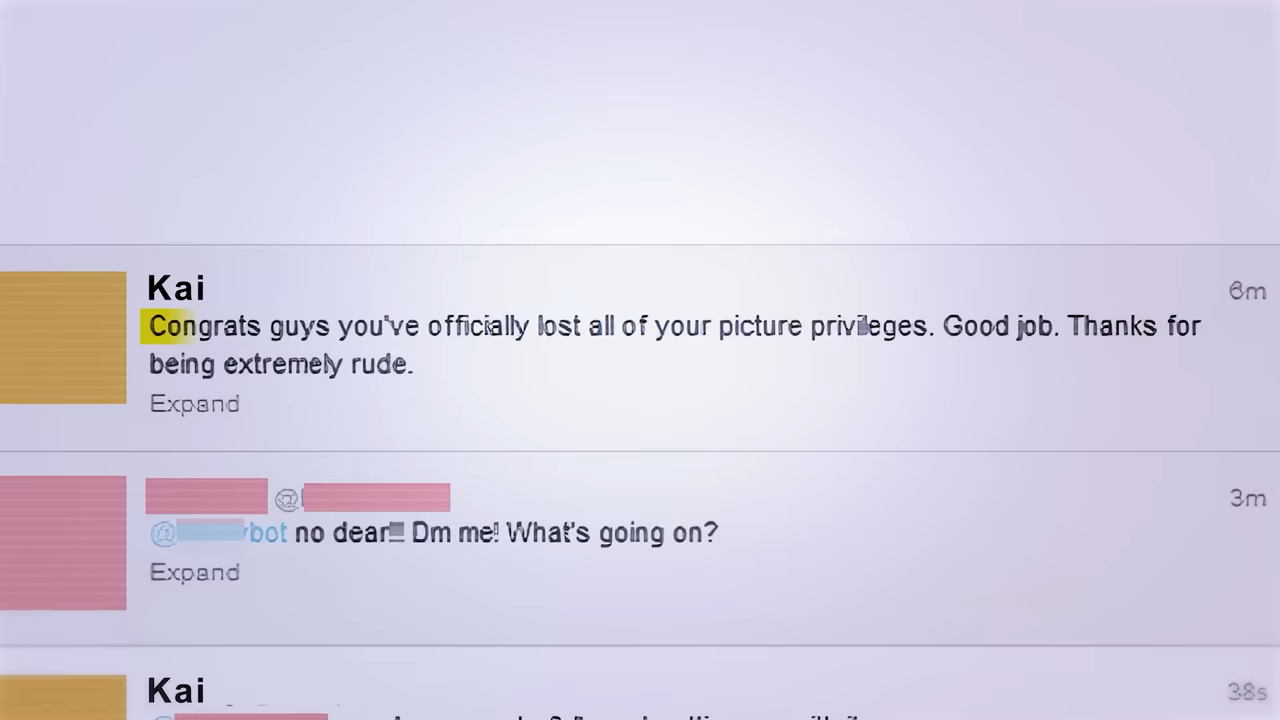 Kai
6m
Congrats guys you've officially lost all of your picture privileges. Good job. Thanks for
being extremely rude.
Expand
@
3m
bot no dear!!! Dm me! What's going on?
Expand
Kai
38s